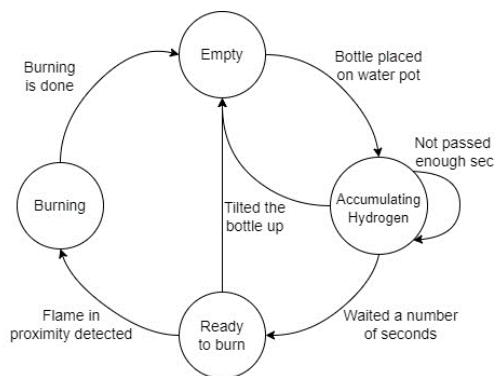 Empty
Bottle placed
on water pot
Burning
is done
Not passed
enough sec
Accumulating
Hydrogen
Burning
Tilted the
bottle up
Flame in
proximity detected
Ready
to burn
Waited a number
of seconds